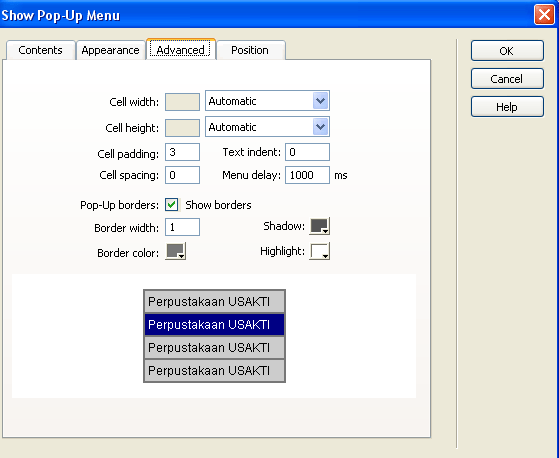 Show Pop-Up Menu
Contents Appearance Advanced Position
OK
Cancel
Help
Cell width: Automatic
Cell height: Automatic
Cell padding: 3 Text indent: 0
Cell spacing: 0 Menu delay: 1000 ms
Pop-Up borders: Show borders
Border width: 1 Shadow:
Border color: Highlight:
Perpustakaan USAKTI
Perpustakaan USAKTI
Perpustakaan USAKTI
Perpustakaan USAKTI